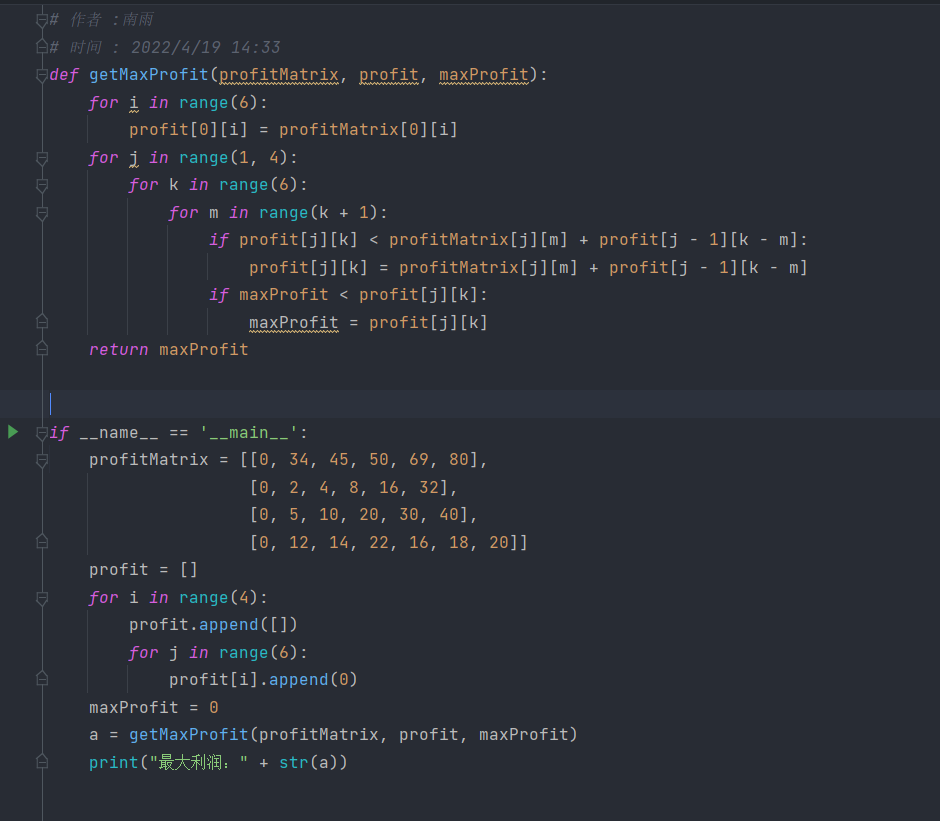 # 作者 :南雨
# 时间 : 2022/4/19 14:33
def getMaxProfit(profitMatrix, profit, maxProfit):
    for i in range(6):
        profit[0][i] = profitMatrix[0][i]
    for j in range(1, 4):
        for k in range(6):
            for m in range(k + 1):
                if profit[j][k] < profitMatrix[j][m] + profit[j - 1][k - m]:
                    profit[j][k] = profitMatrix[j][m] + profit[j - 1][k - m]
                if maxProfit < profit[j][k]:
                    maxProfit = profit[j][k]
    return maxProfit
if __name__ == '__main__':
    profitMatrix = [[0, 34, 45, 50, 69, 80],
                    [0, 2, 4, 8, 16, 32],
                    [0, 5, 10, 20, 30, 40],
                    [0, 12, 14, 22, 16, 18, 20]]
    profit = []
    for i in range(4):
        profit.append([])
        for j in range(6):
            profit[i].append(0)
    maxProfit = 0
    a = getMaxProfit(profitMatrix, profit, maxProfit)
    print("最大利润：" + str(a))